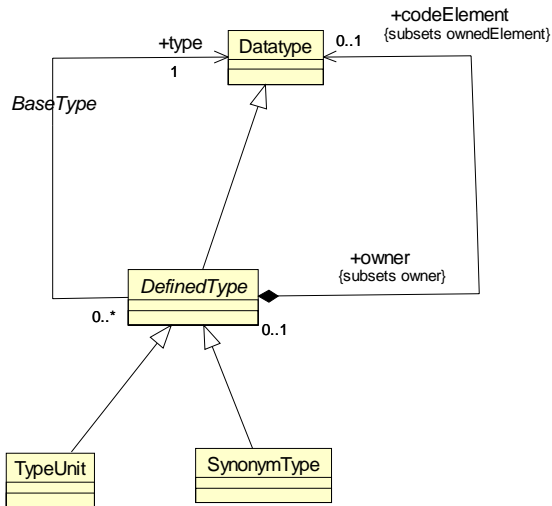 +codeElement
{subsets ownedElement}
+type
Datatype
0..1
1
BaseType
+owner
{subsets owner}
DefinedType
0..*
0..1
TypeUnit
SynonymType